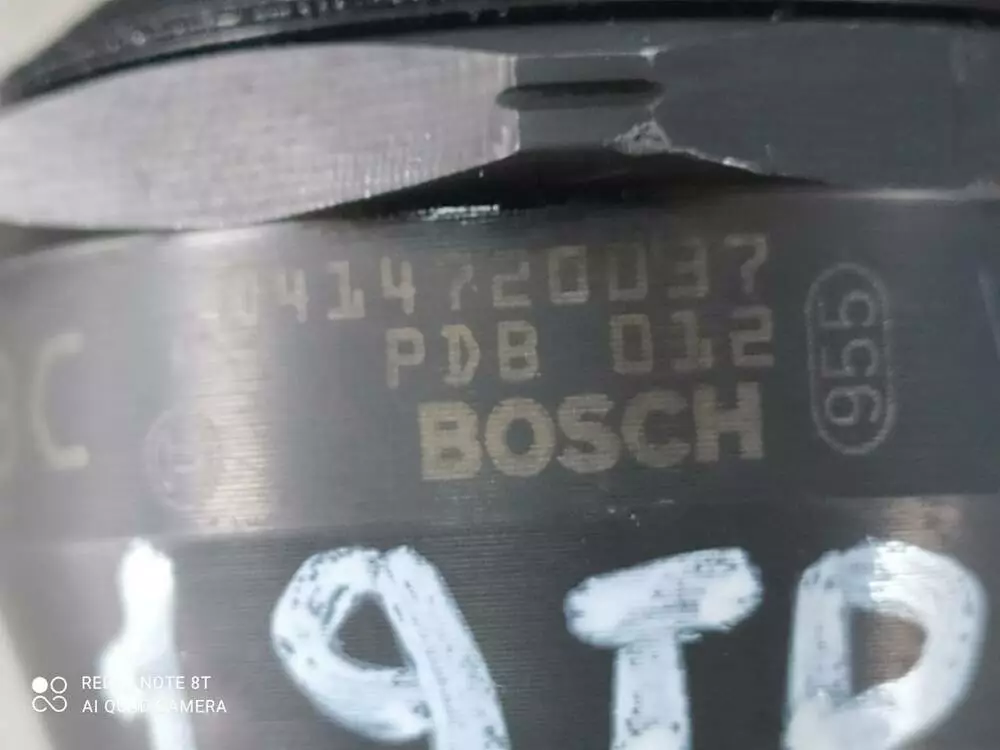 0414720037
PDB 012
BOSCH
955
C
19TD
REDMI NOTE 8T
AI QUAD CAMERA